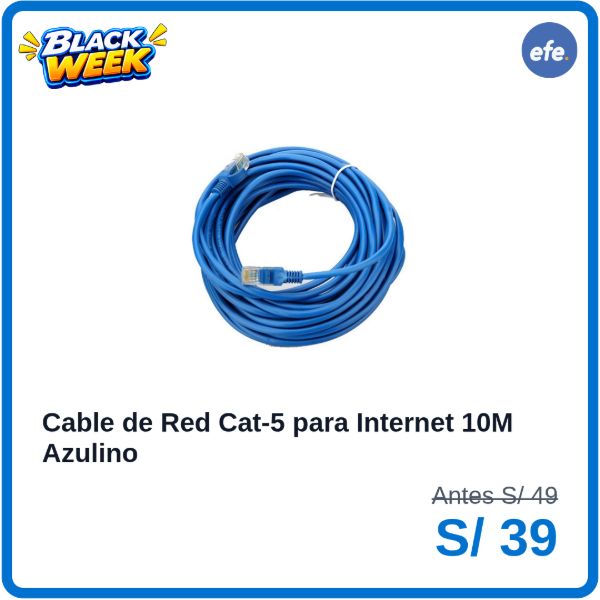 BLACK
WEEK
efe.
Cable de Red Cat-5 para Internet 10M
Azulino
Antes S/ 49
S/ 39